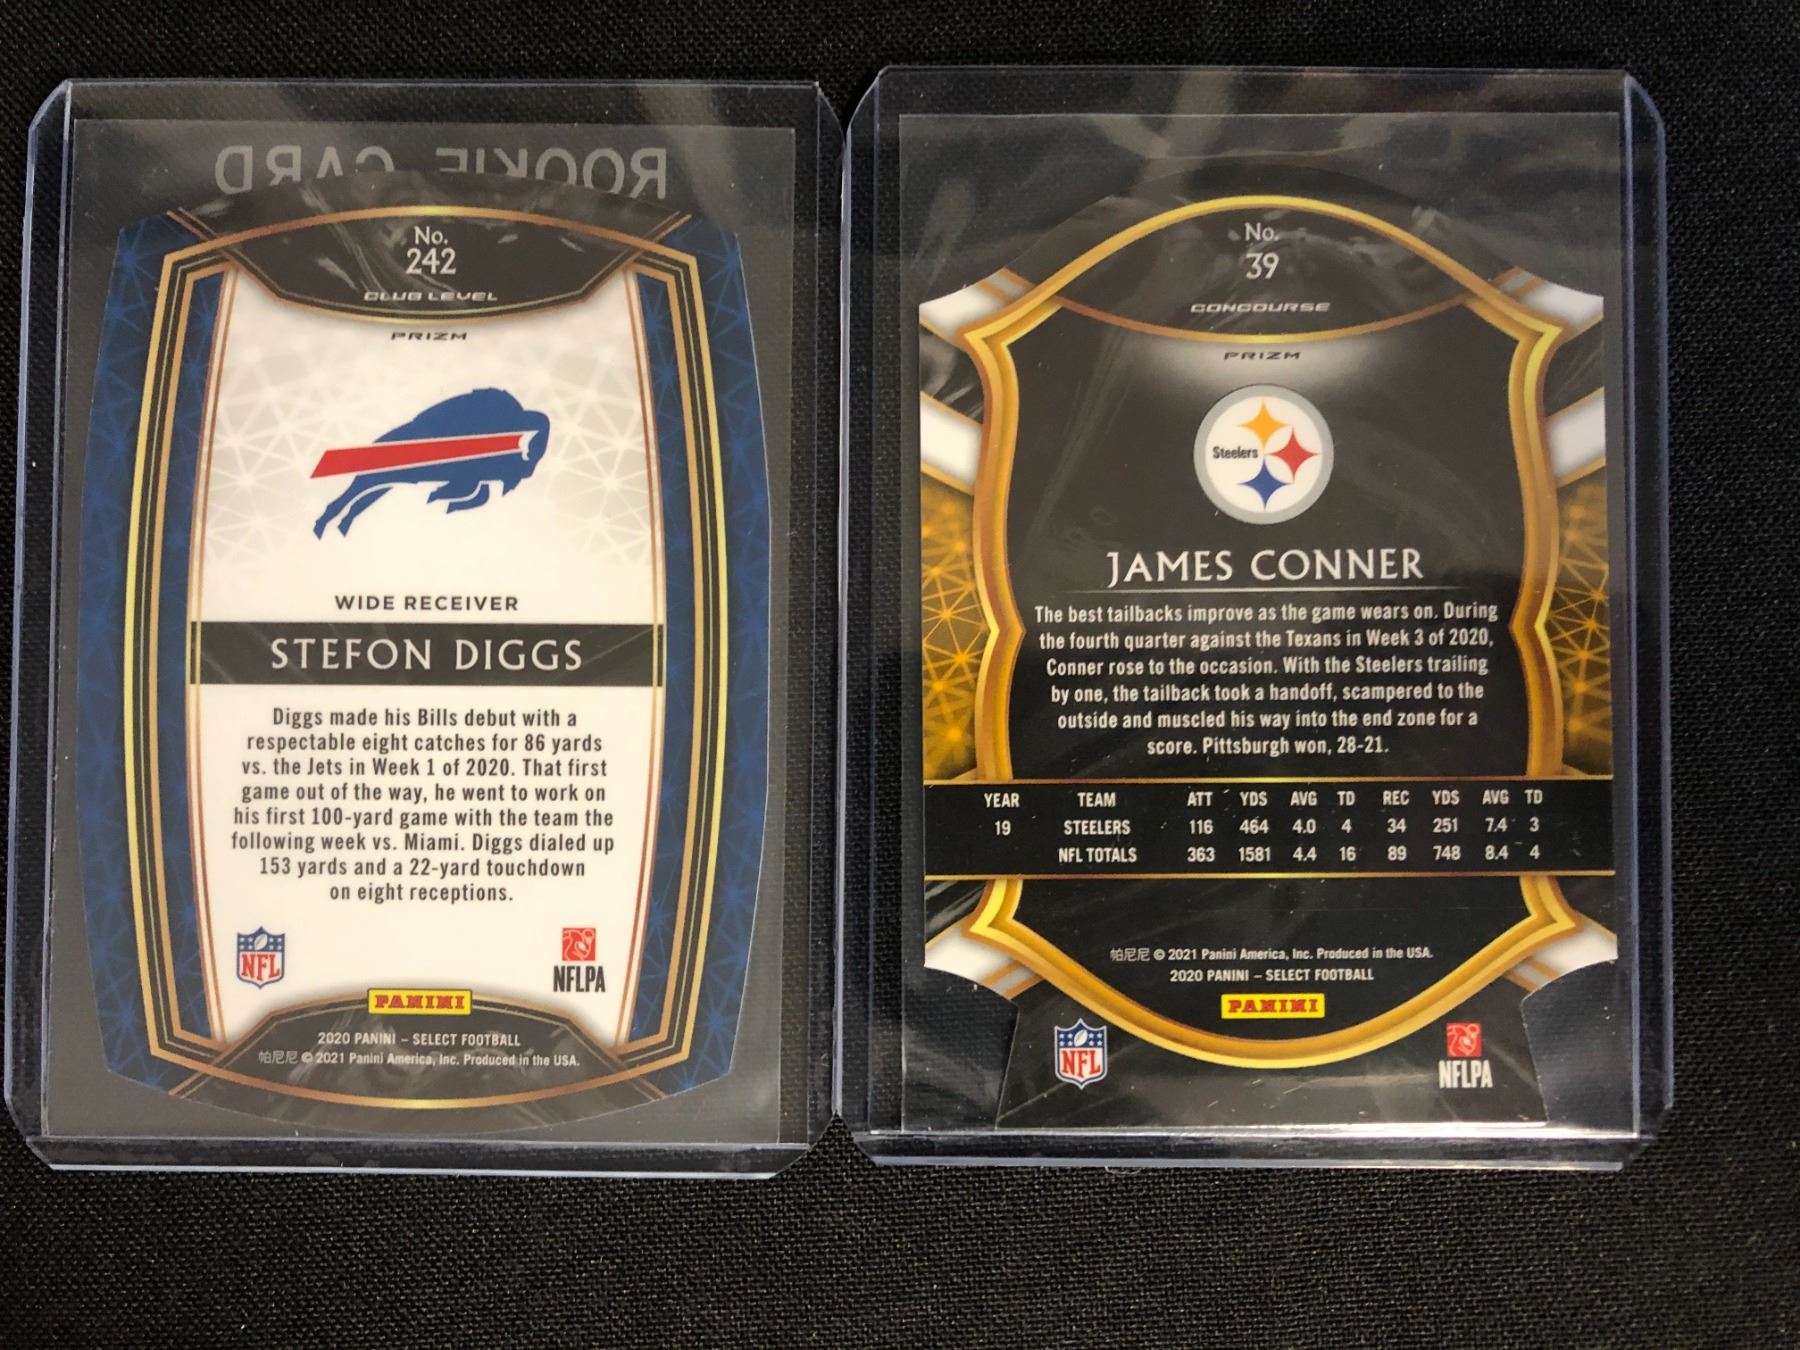 ROOKIE CARD
No.
242
CLUB LEVEL
PRIZM
WIDE RECEIVER
STEFON DIGGS
Diggs made his Bills debut with a
respectable eight catches for 86 yards
vs. the Jets in Week 1 of 2020. That first
game out of the way, he went to work on
his first 100-yard game with the team the
following week vs. Miami. Diggs dialed up
153 yards and a 22-yard touchdown
on eight receptions.
NFL
NFLPA
PANINI
2020 PANINI – SELECT FOOTBALL
帕尼尼 © 2021 Panini America, Inc. Produced in the USA.
No.
39
CONCOURSE
PRIZM
Steelers
JAMES CONNER
The best tailbacks improve as the game wears on. During
the fourth quarter against the Texans in Week 3 of 2020,
Conner rose to the occasion. With the Steelers trailing
by one, the tailback took a handoff, scampered to the
outside and muscled his way into the end zone for a
score. Pittsburgh won, 28-21.
YEAR TEAM ATT YDS AVG TD REC YDS AVG TD
19 STEELERS 116 464 4.0 4 34 251 7.4 3
NFL TOTALS 363 1581 4.4 16 89 748 8.4 4
帕尼尼 © 2021 Panini America, Inc. Produced in the USA.
2020 PANINI – SELECT FOOTBALL
PANINI
NFL
NFLPA